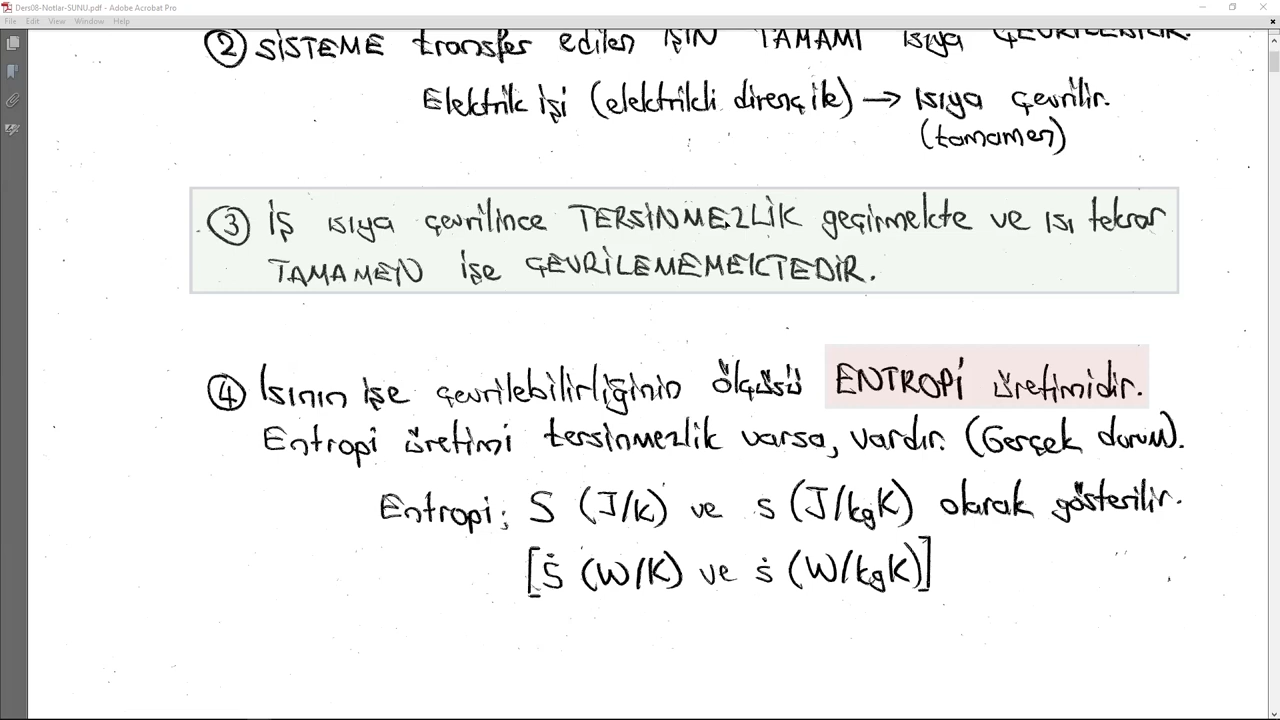 Ders08-Notlar-SUNU.pdf - Adobe Acrobat Pro
File Edit View Window Help
② SİSTEME transfer edilen İŞİN TAMAMI ısıya ÇEVRİLEBİLİR.
Elektrik işi (elektrikli direnç ile) → ısıya çevrilir.
(tamamen)
③ İŞ ısıya çevrilince TERSİNMEZLİK geçirmekte ve ısı tekrar
TAMAMEN işe ÇEVRİLEMEMEKTEDİR.
④ Isının işe çevrilebilirliğinin ölçüsü ENTROPİ üretimidir.
Entropi üretimi tersinmezlik varsa, vardır. (Gerçek durum).
Entropi; S (J/K) ve s (J/kgK) olarak gösterilir.
[Ṡ (W/K) ve ṡ (W/kgK)]